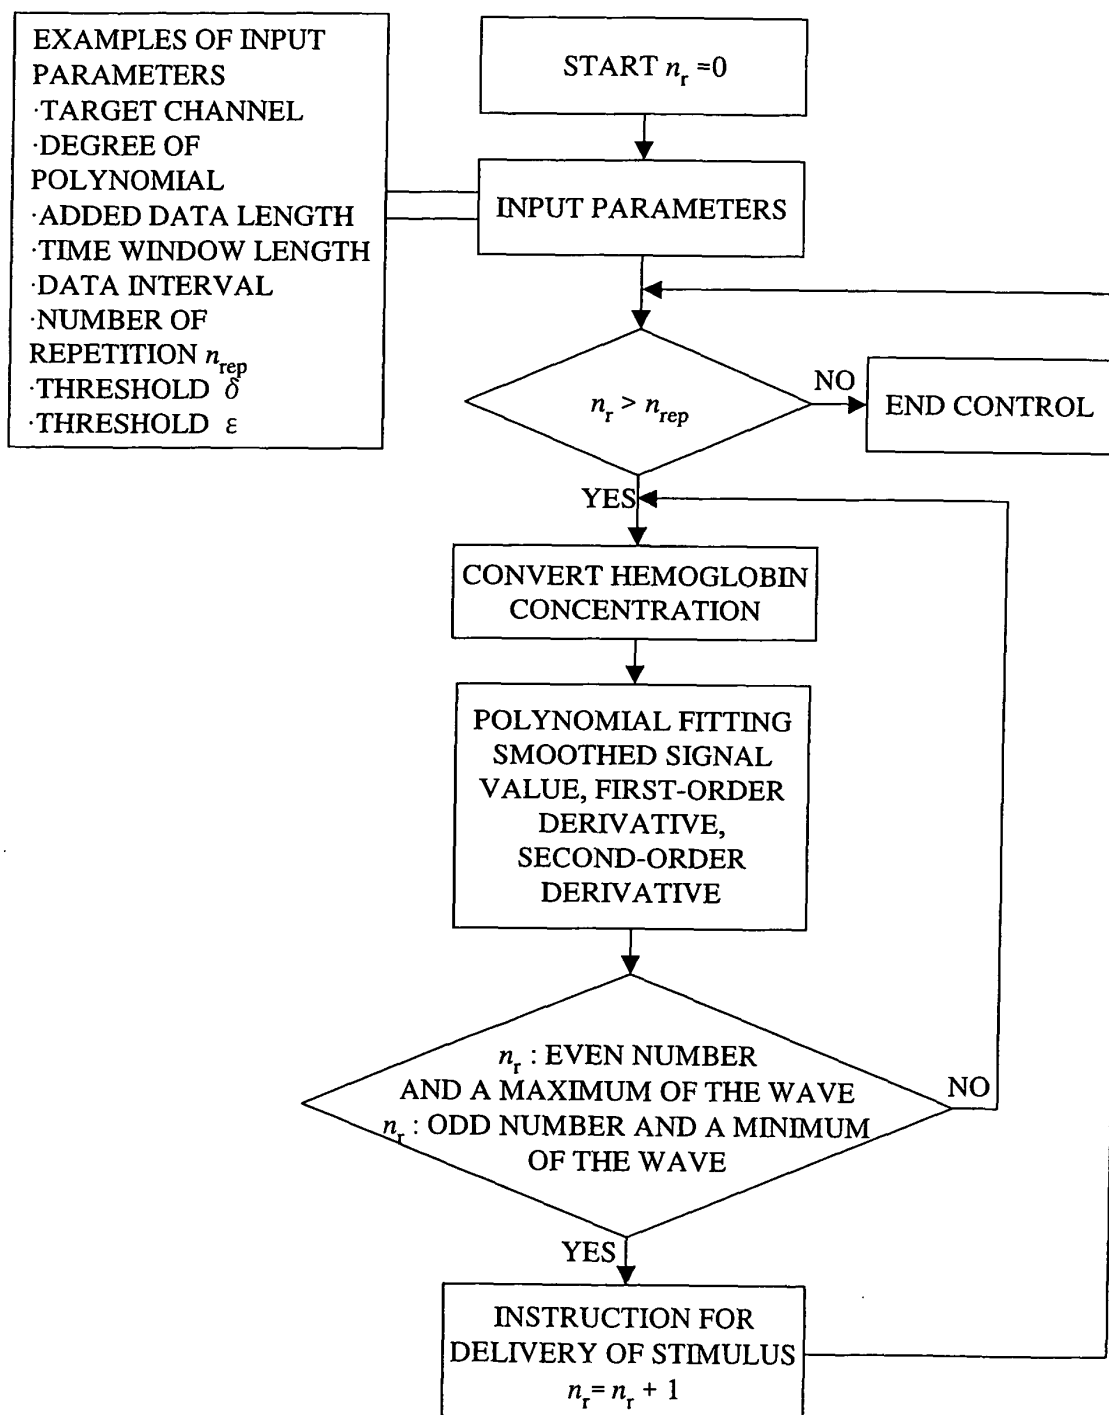 EXAMPLES OF INPUT
PARAMETERS
·TARGET CHANNEL
·DEGREE OF
POLYNOMIAL
·ADDED DATA LENGTH
·TIME WINDOW LENGTH
·DATA INTERVAL
·NUMBER OF
REPETITION n_rep
·THRESHOLD δ
·THRESHOLD ε
START n_r =0
INPUT PARAMETERS
n_r > n_rep
NO
END CONTROL
YES
CONVERT HEMOGLOBIN
CONCENTRATION
POLYNOMIAL FITTING
SMOOTHED SIGNAL
VALUE, FIRST-ORDER
DERIVATIVE,
SECOND-ORDER
DERIVATIVE
n_r : EVEN NUMBER
AND A MAXIMUM OF THE WAVE
n_r : ODD NUMBER AND A MINIMUM
OF THE WAVE
NO
YES
INSTRUCTION FOR
DELIVERY OF STIMULUS
n_r= n_r + 1